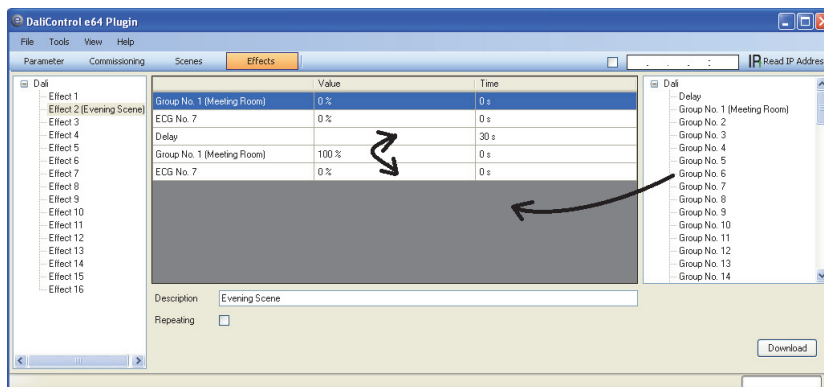 DaliControl e64 Plugin
File Tools View Help
Parameter Commissioning Scenes Effects . . . : IP Read IP Addres
Dali
Effect 1
Effect 2 (Evening Scene)
Effect 3
Effect 4
Effect 5
Effect 6
Effect 7
Effect 8
Effect 9
Effect 10
Effect 11
Effect 12
Effect 13
Effect 14
Effect 15
Effect 16
Value Time
Group No. 1 (Meeting Room) 0 % 0 s
ECG No. 7 0 % 0 s
Delay 30 s
Group No. 1 (Meeting Room) 100 % 0 s
ECG No. 7 0 % 0 s
Description Evening Scene
Repeating
Dali
Delay
Group No. 1 (Meeting Room)
Group No. 2
Group No. 3
Group No. 4
Group No. 5
Group No. 6
Group No. 7
Group No. 8
Group No. 9
Group No. 10
Group No. 11
Group No. 12
Group No. 13
Group No. 14
Download